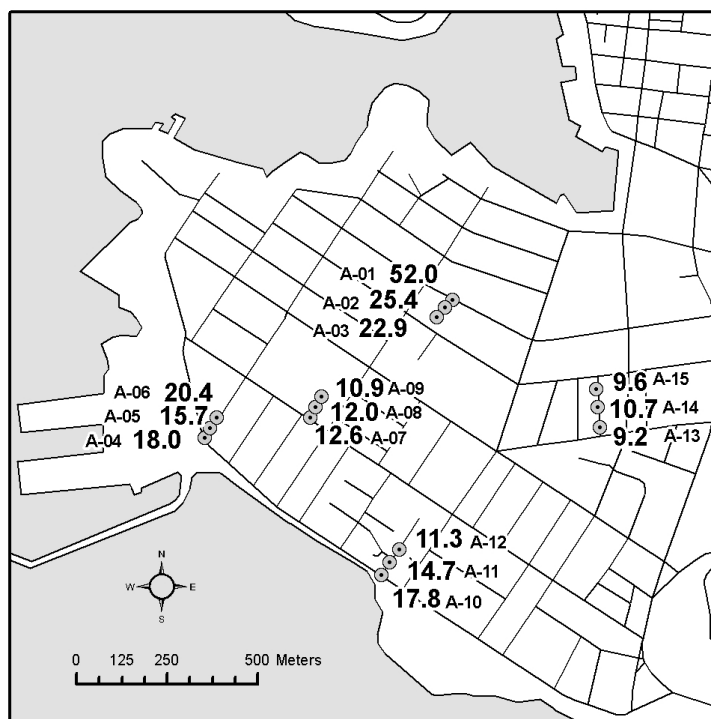 A-01 52.0
A-02 25.4
A-03 22.9
A-06 20.4
A-05 15.7
A-04 18.0
10.9 A-09
12.0 A-08
12.6 A-07
9.6 A-15
10.7 A-14
9.2 A-13
11.3 A-12
14.7 A-11
17.8 A-10
N
W E
S
0 125 250 500 Meters